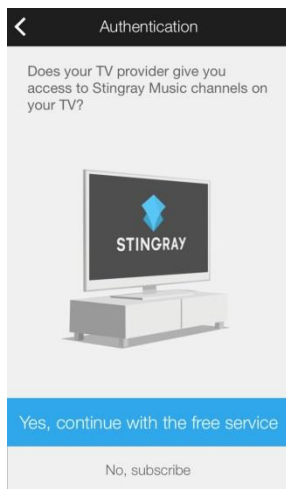 Authentication
Does your TV provider give you
access to Stingray Music channels on
your TV?
STINGRAY
Yes, continue with the free service
No, subscribe